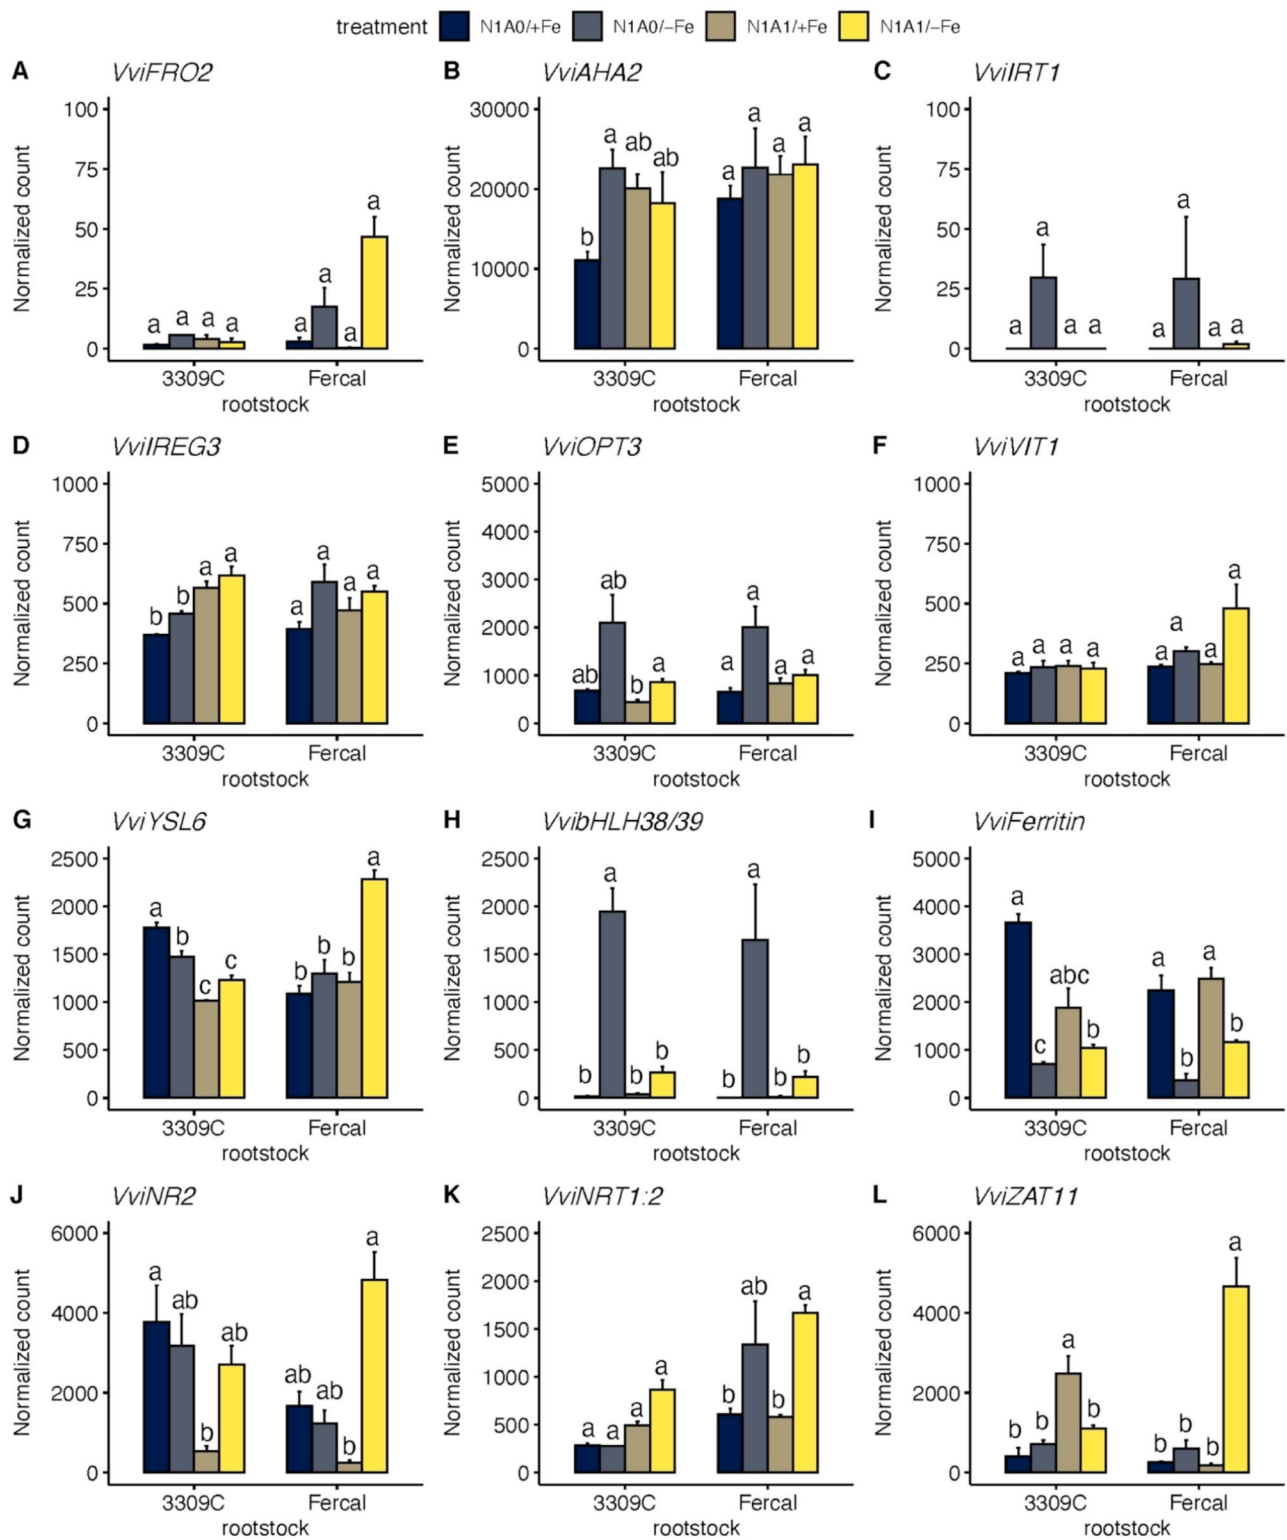 treatment N1A0/+Fe N1A0/−Fe N1A1/+Fe N1A1/−Fe
A VviFRO2
Normalized count
100
75
50
25
0
a a a a a a a a
3309C Fercal
rootstock
B VviAHA2
Normalized count
30000
20000
10000
0
b a ab ab a a a a
3309C Fercal
rootstock
C VviIRT1
Normalized count
100
75
50
25
0
a a a a a a a a
3309C Fercal
rootstock
D VviIREG3
Normalized count
1000
750
500
250
0
b b a a a a a a
3309C Fercal
rootstock
E VviOPT3
Normalized count
5000
4000
3000
2000
1000
0
ab ab b a a a a a
3309C Fercal
rootstock
F VviVIT1
Normalized count
1000
750
500
250
0
a a a a a a a a
3309C Fercal
rootstock
G VviYSL6
Normalized count
2500
2000
1500
1000
500
0
a b c c b b b a
3309C Fercal
rootstock
H VvibHLH38/39
Normalized count
2500
2000
1500
1000
500
0
b a b b b a b b
3309C Fercal
rootstock
I VviFerritin
Normalized count
5000
4000
3000
2000
1000
0
a c abc b a b a b
3309C Fercal
rootstock
J VviNR2
Normalized count
6000
4000
2000
0
a ab b ab ab ab b a
3309C Fercal
rootstock
K VviNRT1:2
Normalized count
2500
2000
1500
1000
500
0
a a a a b ab b a
3309C Fercal
rootstock
L VviZAT11
Normalized count
6000
4000
2000
0
b b a b b b b a
3309C Fercal
rootstock